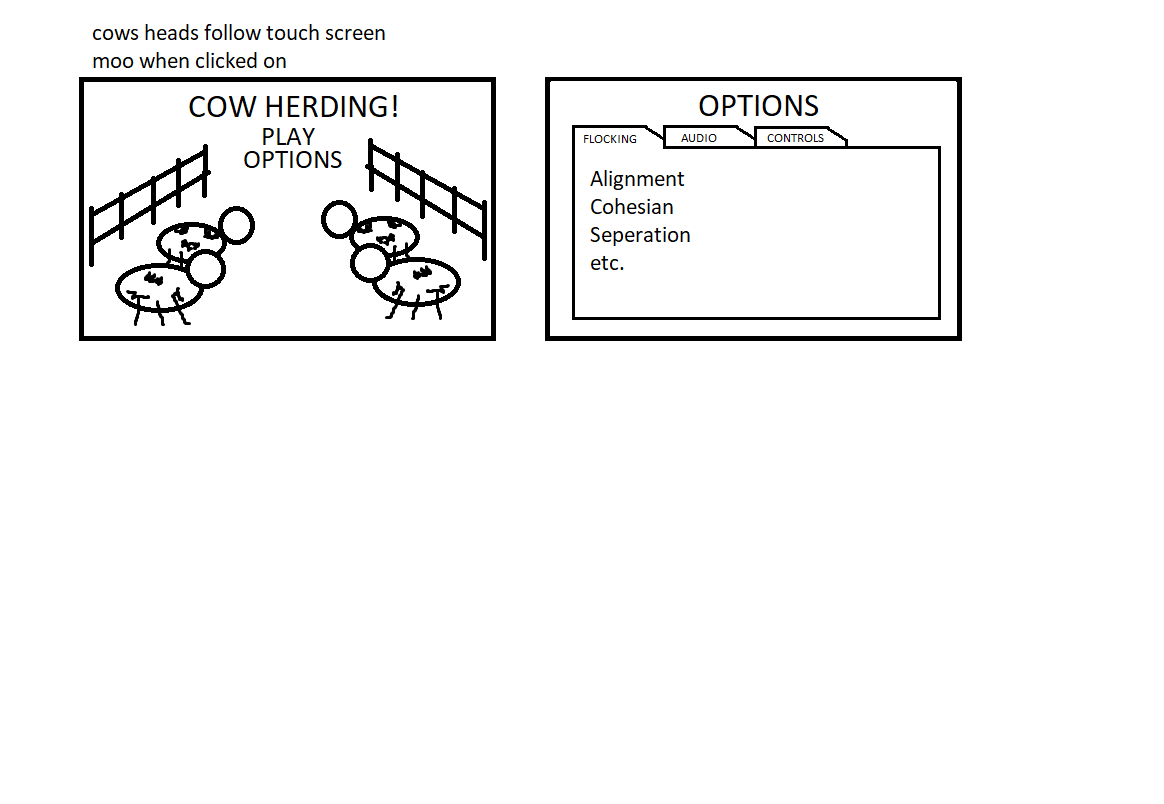 cows heads follow touch screen
moo when clicked on
COW HERDING!
PLAY
OPTIONS
OPTIONS
FLOCKING
AUDIO
CONTROLS
Alignment
Cohesian
Seperation
etc.